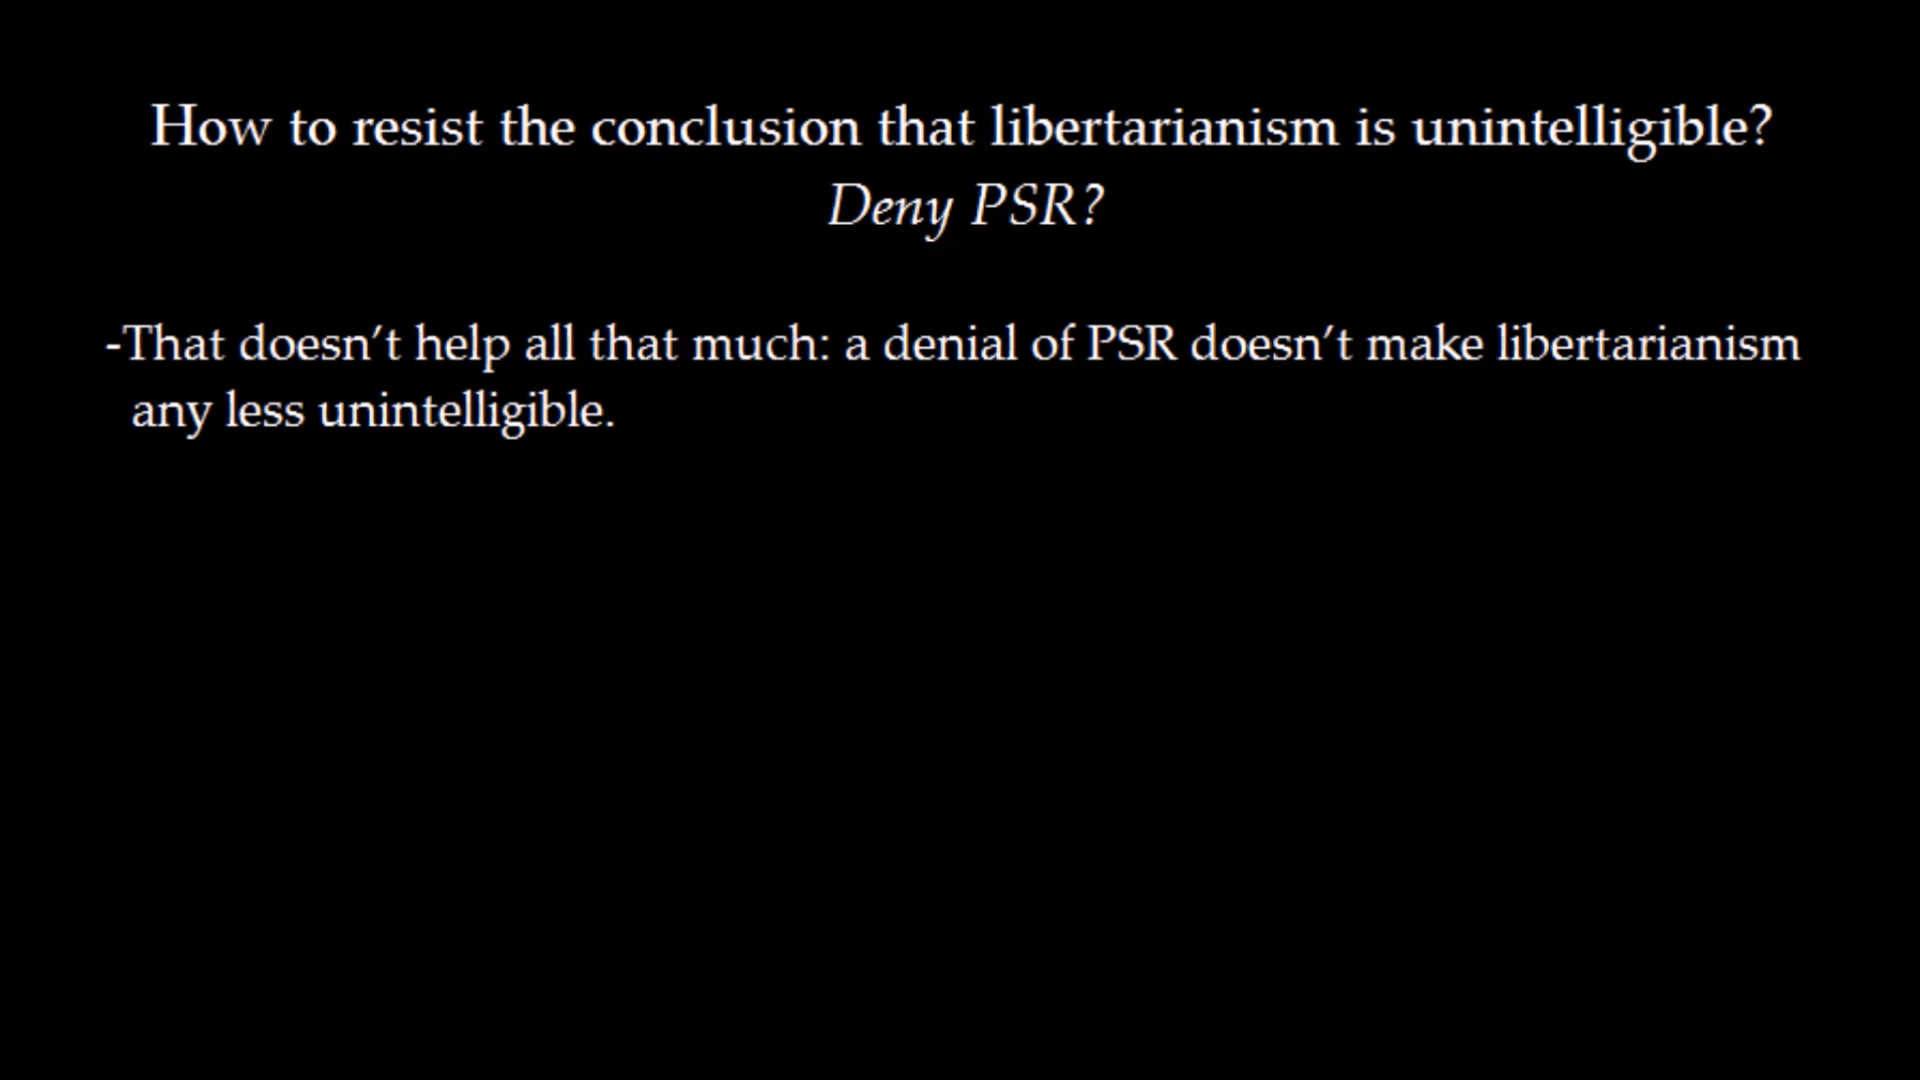 How to resist the conclusion that libertarianism is unintelligible?
Deny PSR?
-That doesn’t help all that much: a denial of PSR doesn’t make libertarianism
any less unintelligible.